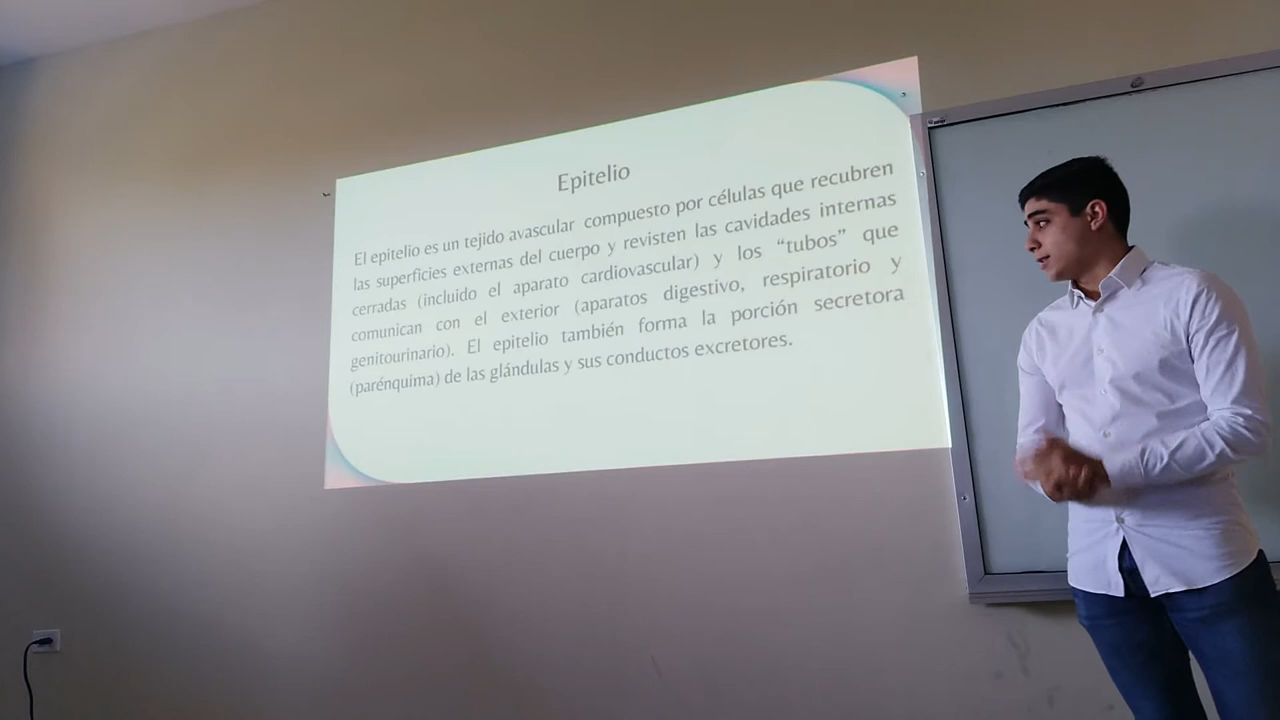 Epitelio
El epitelio es un tejido avascular compuesto por células que recubren
las superficies externas del cuerpo y revisten las cavidades internas
cerradas (incluido el aparato cardiovascular) y los “tubos” que
comunican con el exterior (aparatos digestivo, respiratorio y
genitourinario). El epitelio también forma la porción secretora
(parénquima) de las glándulas y sus conductos excretores.